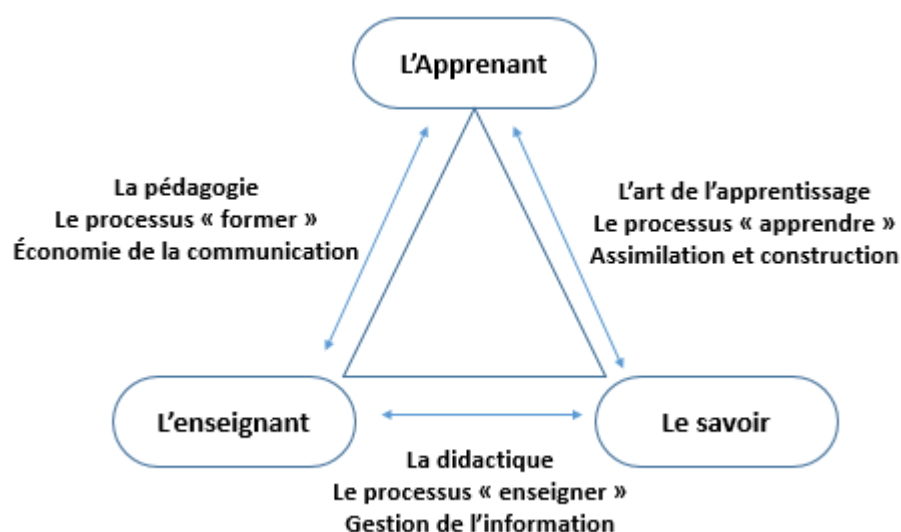 L’Apprenant
La pédagogie
Le processus « former »
Économie de la communication
L’art de l’apprentissage
Le processus « apprendre »
Assimilation et construction
L’enseignant
Le savoir
La didactique
Le processus « enseigner »
Gestion de l’information